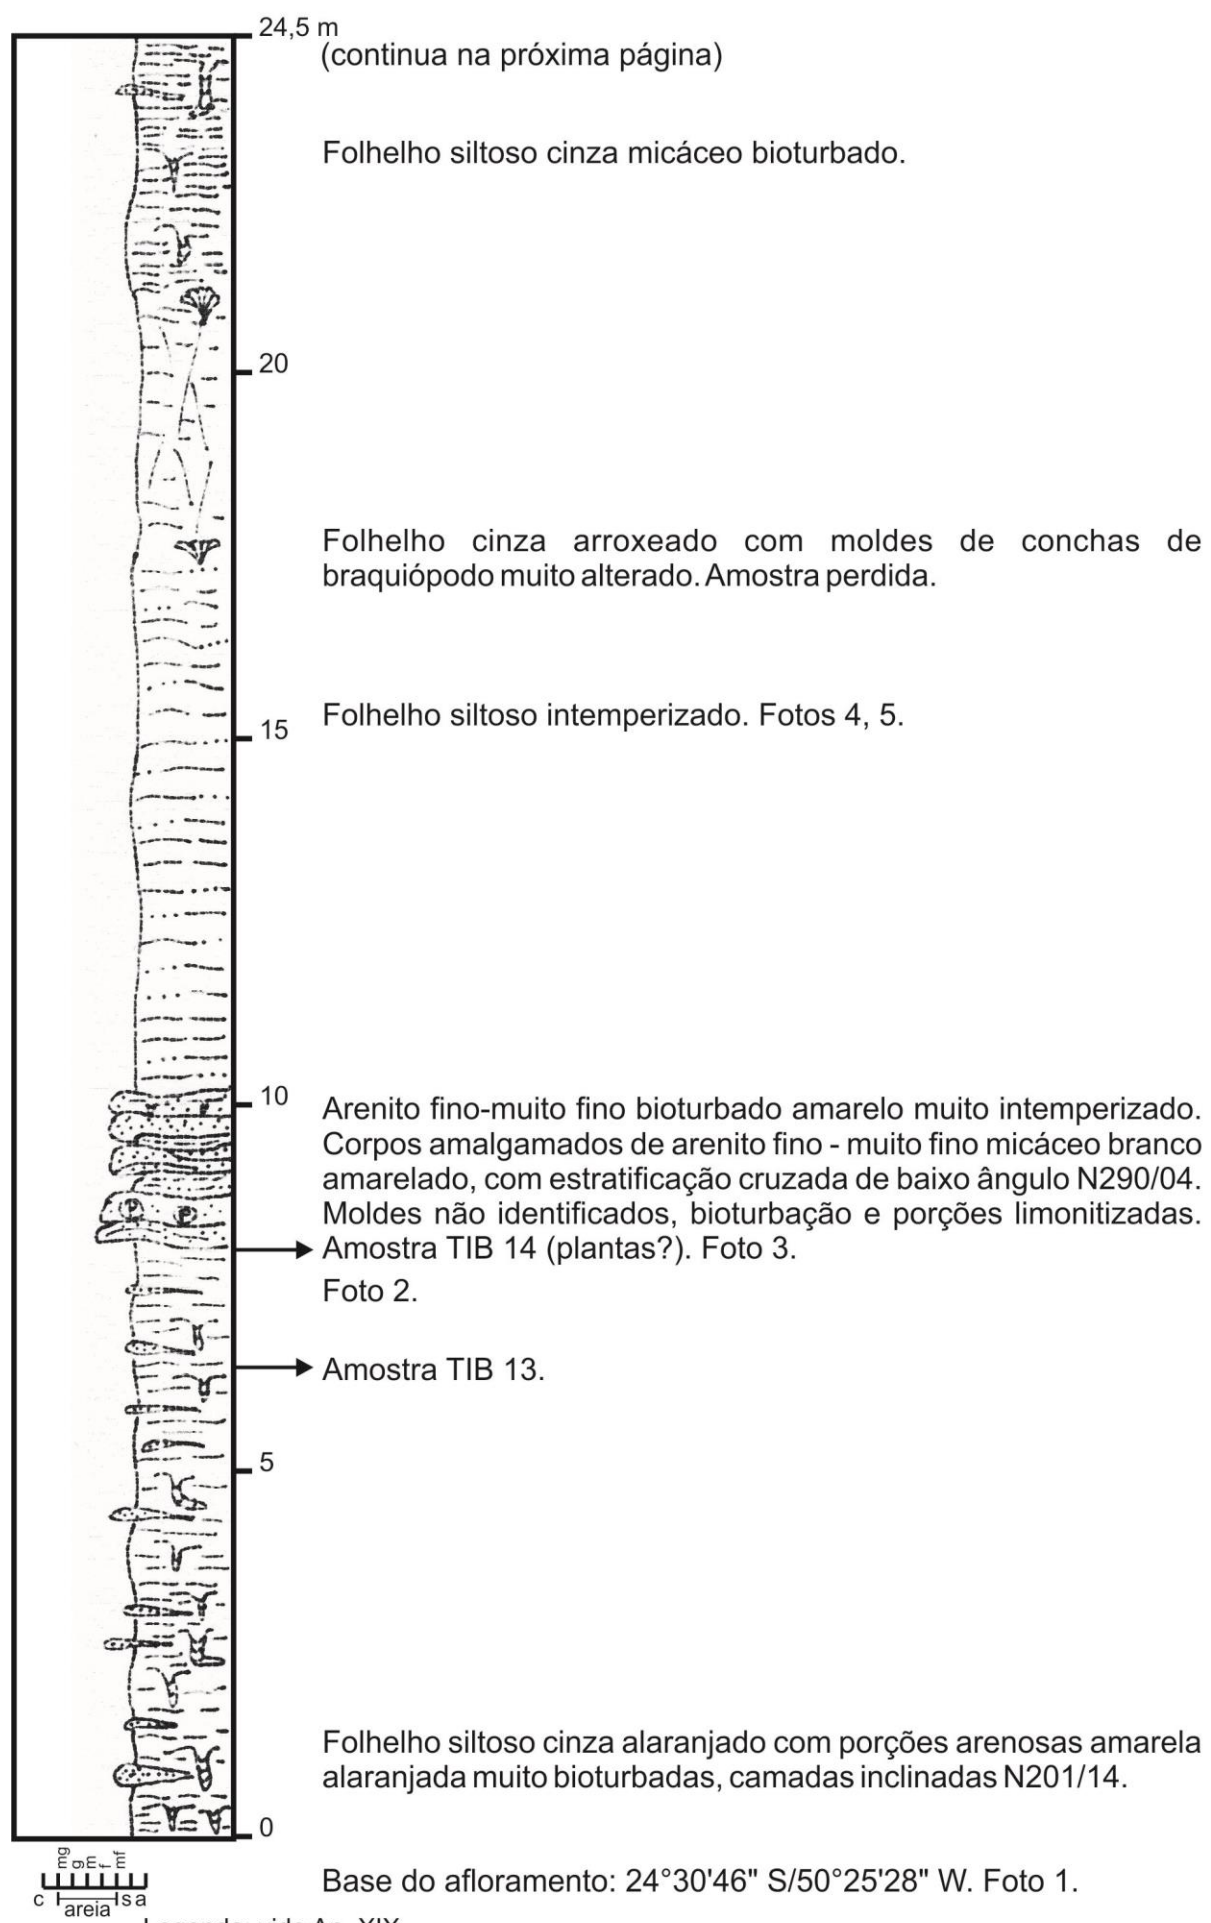 24,5 m
(continua na próxima página)
Folhelho siltoso cinza micáceo bioturbado.
20
Folhelho cinza arroxeado com moldes de conchas de
braquiópodo muito alterado. Amostra perdida.
15
Folhelho siltoso intemperizado. Fotos 4, 5.
10
Arenito fino-muito fino bioturbado amarelo muito intemperizado.
Corpos amalgamados de arenito fino - muito fino micáceo branco
amarelado, com estratificação cruzada de baixo ângulo N290/04.
Moldes não identificados, bioturbação e porções limonitizadas.
P P
Amostra TIB 14 (plantas?). Foto 3.
Foto 2.
Amostra TIB 13.
5
Folhelho siltoso cinza alaranjado com porções arenosas amarela
alaranjada muito bioturbadas, camadas inclinadas N201/14.
0
Base do afloramento: 24°30'46" S/50°25'28" W. Foto 1.
mg g m f mf
c s a
areia